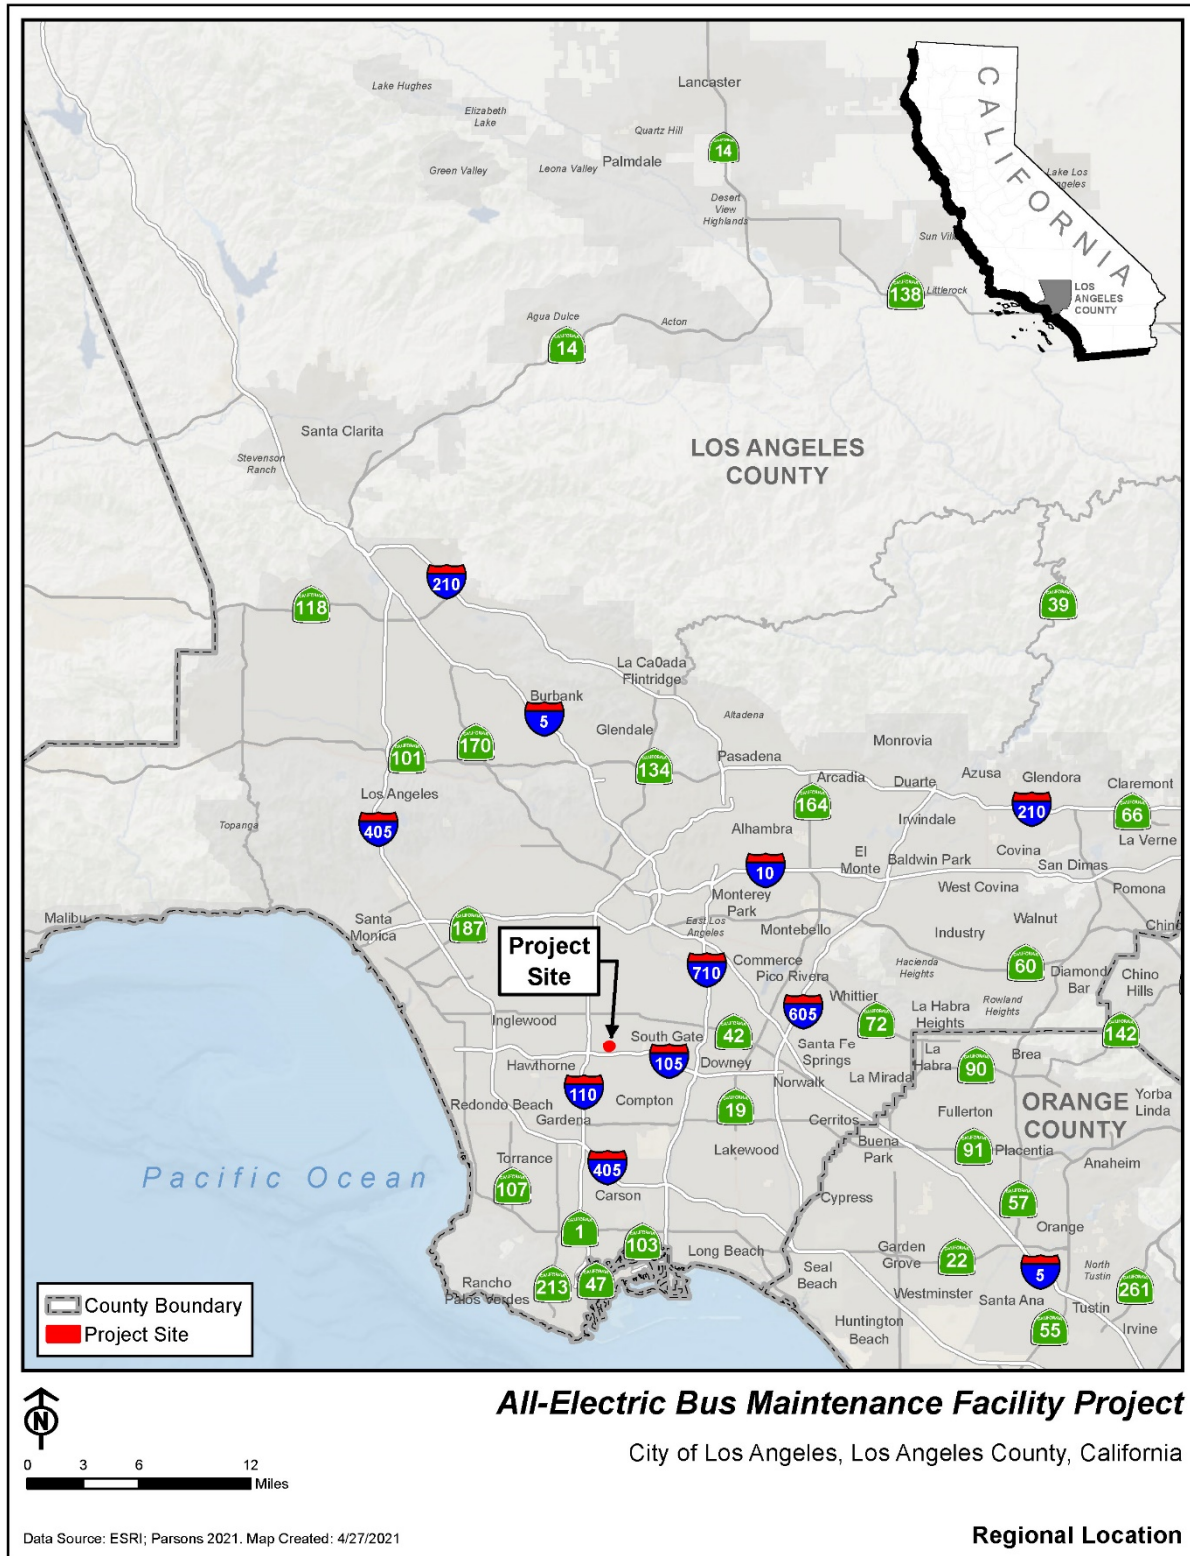 Lancaster
Lake Hughes
Elizabeth
Lake
Quartz Hill
CALIFORNIA
14
Palmdale
Green Valley
Leona Valley
Lake Los
geles
Desert
View
Highlands
Sun Vill
138
Littlerock
LOS
ANGELES
COUNTY
Agua Dulce
Acton
CALIFORNIA
14
Santa Clarita
Stevenson
Ranch
LOS ANGELES
COUNTY
210
118
39
La Ca0ada
Flintridge
Burbank
5
Altadena
Glendale
170
101
134
Pasadena
Monrovia
Los Angeles
Arcadia
Duarte
Azusa
Glendora
Claremont
164
210
66
405
Topanga
Alhambra
Irwindale
La Verne
El
Monte
Baldwin Park
Covina
San Dimas
10
West Covina
Pomona
Monterey
Park
Malibu
Santa
Monica
187
East Los
Angeles
Montebello
Walnut
Industry
Chin
Project
Site
710
Commerce
Pico Rivera
Hacienda
Heights
60
Diamond
Bar
Chino
Hills
Whittier
605
72
La Habra
Heights
Rowland
Heights
Inglewood
South Gate
42
142
Santa Fe
Springs
La
Habra
Brea
Hawthorne
105
Downey
90
Norwalk
La Mirada
110
Compton
19
Redondo Beach
Gardena
Cerritos
Fullerton
ORANGE
COUNTY
Yorba
Linda
Buena
Park
91
Placentia
Anaheim
Lakewood
Torrance
405
107
Carson
Cypress
57
Orange
Pacific Ocean
1
103
Long Beach
Seal
Beach
Garden
Grove
22
5
North
Tustin
261
Rancho
Palos Verdes
213
47
Westminster
Santa Ana
Tustin
Huntington
Beach
55
Irvine
County Boundary
Project Site
All-Electric Bus Maintenance Facility Project
City of Los Angeles, Los Angeles County, California
N
0 3 6 12
Miles
Data Source: ESRI; Parsons 2021. Map Created: 4/27/2021
Regional Location